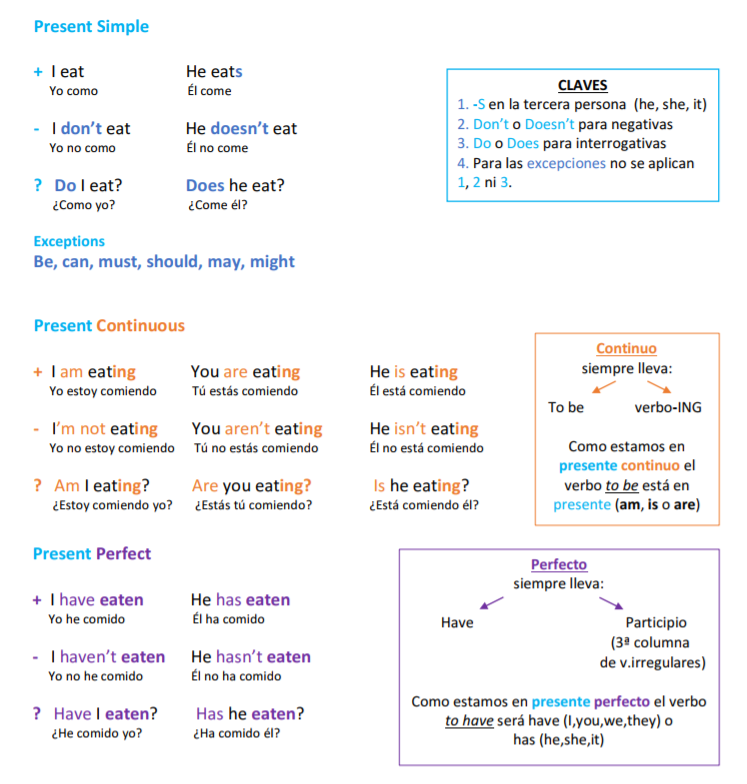 Present Simple
+ I eat He eats
Yo como Él come
- I don't eat He doesn't eat
Yo no como Él no come
? Do I eat? Does he eat?
¿Como yo? ¿Come él?
CLAVES
1. -S en la tercera persona (he, she, it)
2. Don't o Doesn't para negativas
3. Do o Does para interrogativas
4. Para las excepciones no se aplican
1, 2 ni 3.
Exceptions
Be, can, must, should, may, might
Present Continuous
+ I am eating You are eating He is eating
Yo estoy comiendo Tú estás comiendo Él está comiendo
- I'm not eating You aren't eating He isn't eating
Yo no estoy comiendo Tú no estás comiendo Él no está comiendo
? Am I eating? Are you eating? Is he eating?
¿Estoy comiendo yo? ¿Estás tú comiendo? ¿Está comiendo él?
Continuo
siempre lleva:
To be verbo-ING
Como estamos en
presente continuo el
verbo to be está en
presente (am, is o are)
Present Perfect
+ I have eaten He has eaten
Yo he comido Él ha comido
- I haven't eaten He hasn't eaten
Yo no he comido Él no ha comido
? Have I eaten? Has he eaten?
¿He comido yo? ¿Ha comido él?
Perfecto
siempre lleva:
Have Participio
(3ª columna
de v.irregulares)
Como estamos en presente perfecto el verbo
to have será have (I,you,we,they) o
has (he,she,it)